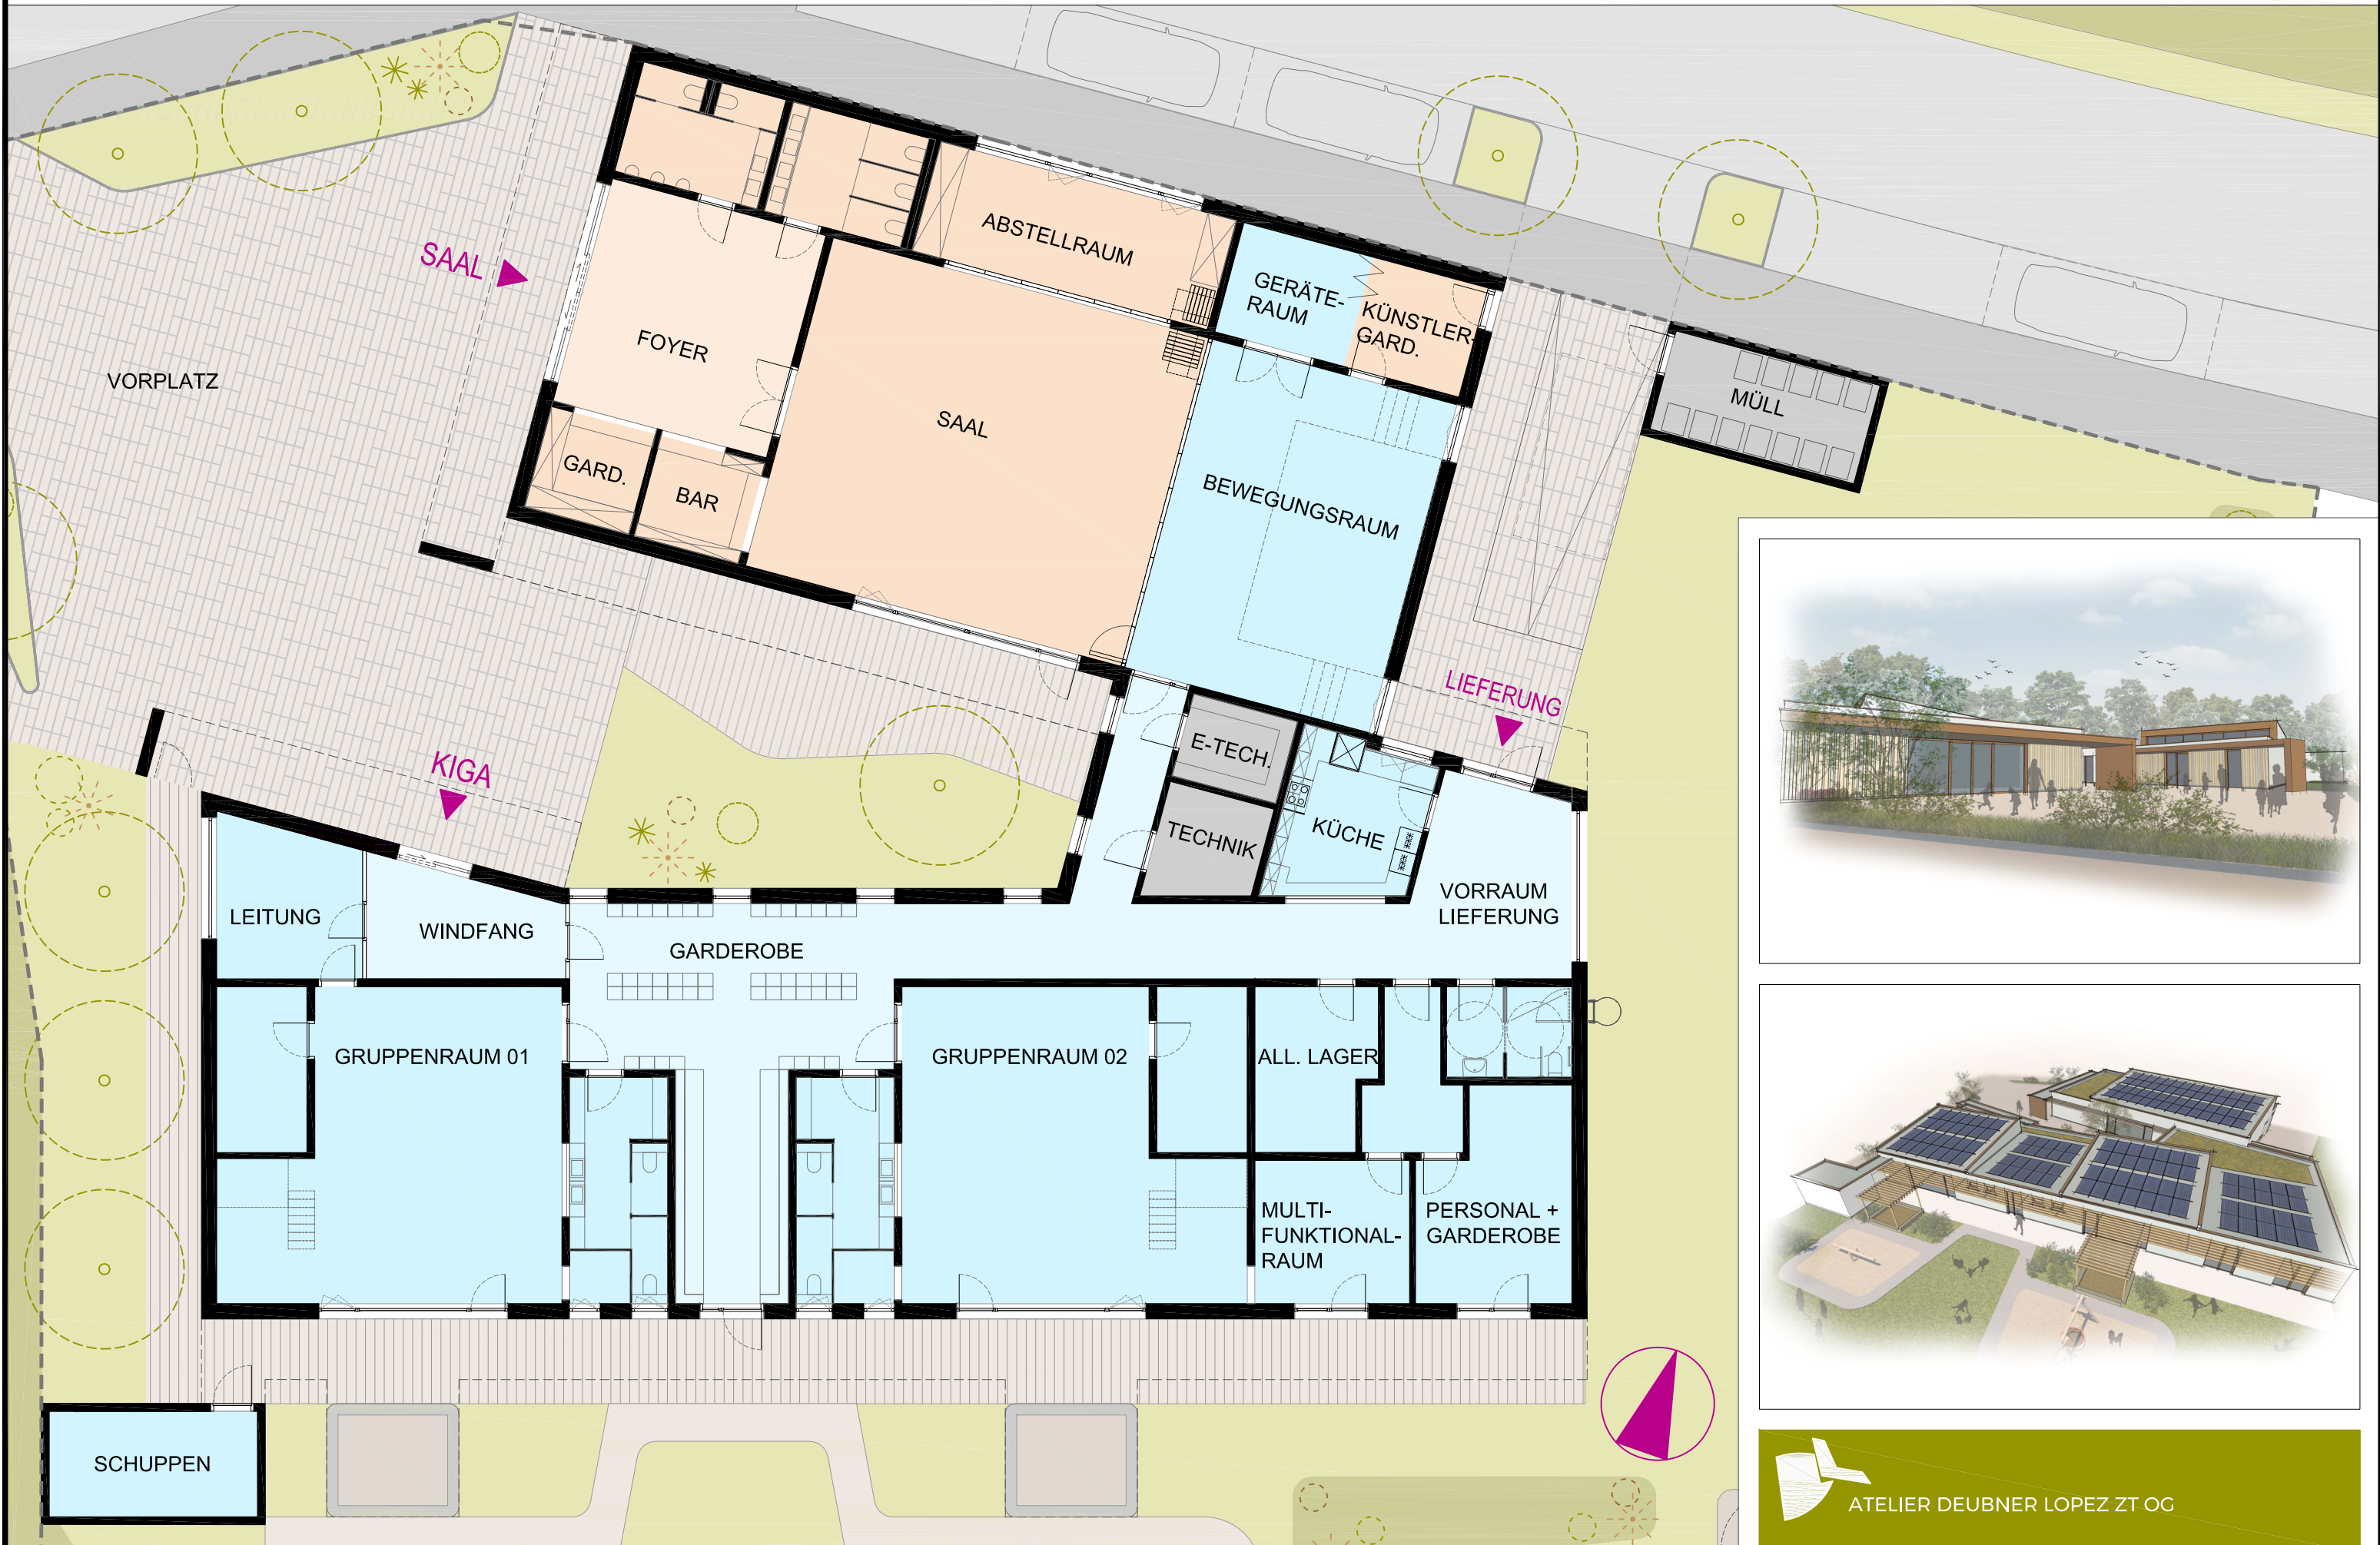 SAAL
ABSTELLRAUM
GERÄTE-
RAUM
KÜNSTLER-
GARD.
FOYER
VORPLATZ
MÜLL
SAAL
GARD.
BAR
BEWEGUNGSRAUM
LIEFERUNG
E-TECH.
KIGA
TECHNIK
KÜCHE
VORRAUM
LIEFERUNG
LEITUNG
WINDFANG
GARDEROBE
GRUPPENRAUM 01
GRUPPENRAUM 02
ALL. LAGER
MULTI-
FUNKTIONAL-
RAUM
PERSONAL +
GARDEROBE
SCHUPPEN
ATELIER DEUBNER LOPEZ ZT OG